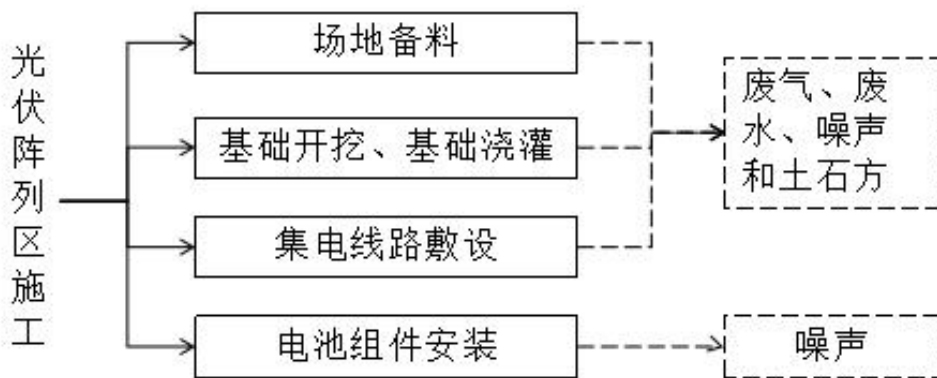 光伏阵列区施工
场地备料
基础开挖、基础浇灌
集电线路敷设
电池组件安装
废气、废
水、噪声
和土石方
噪声